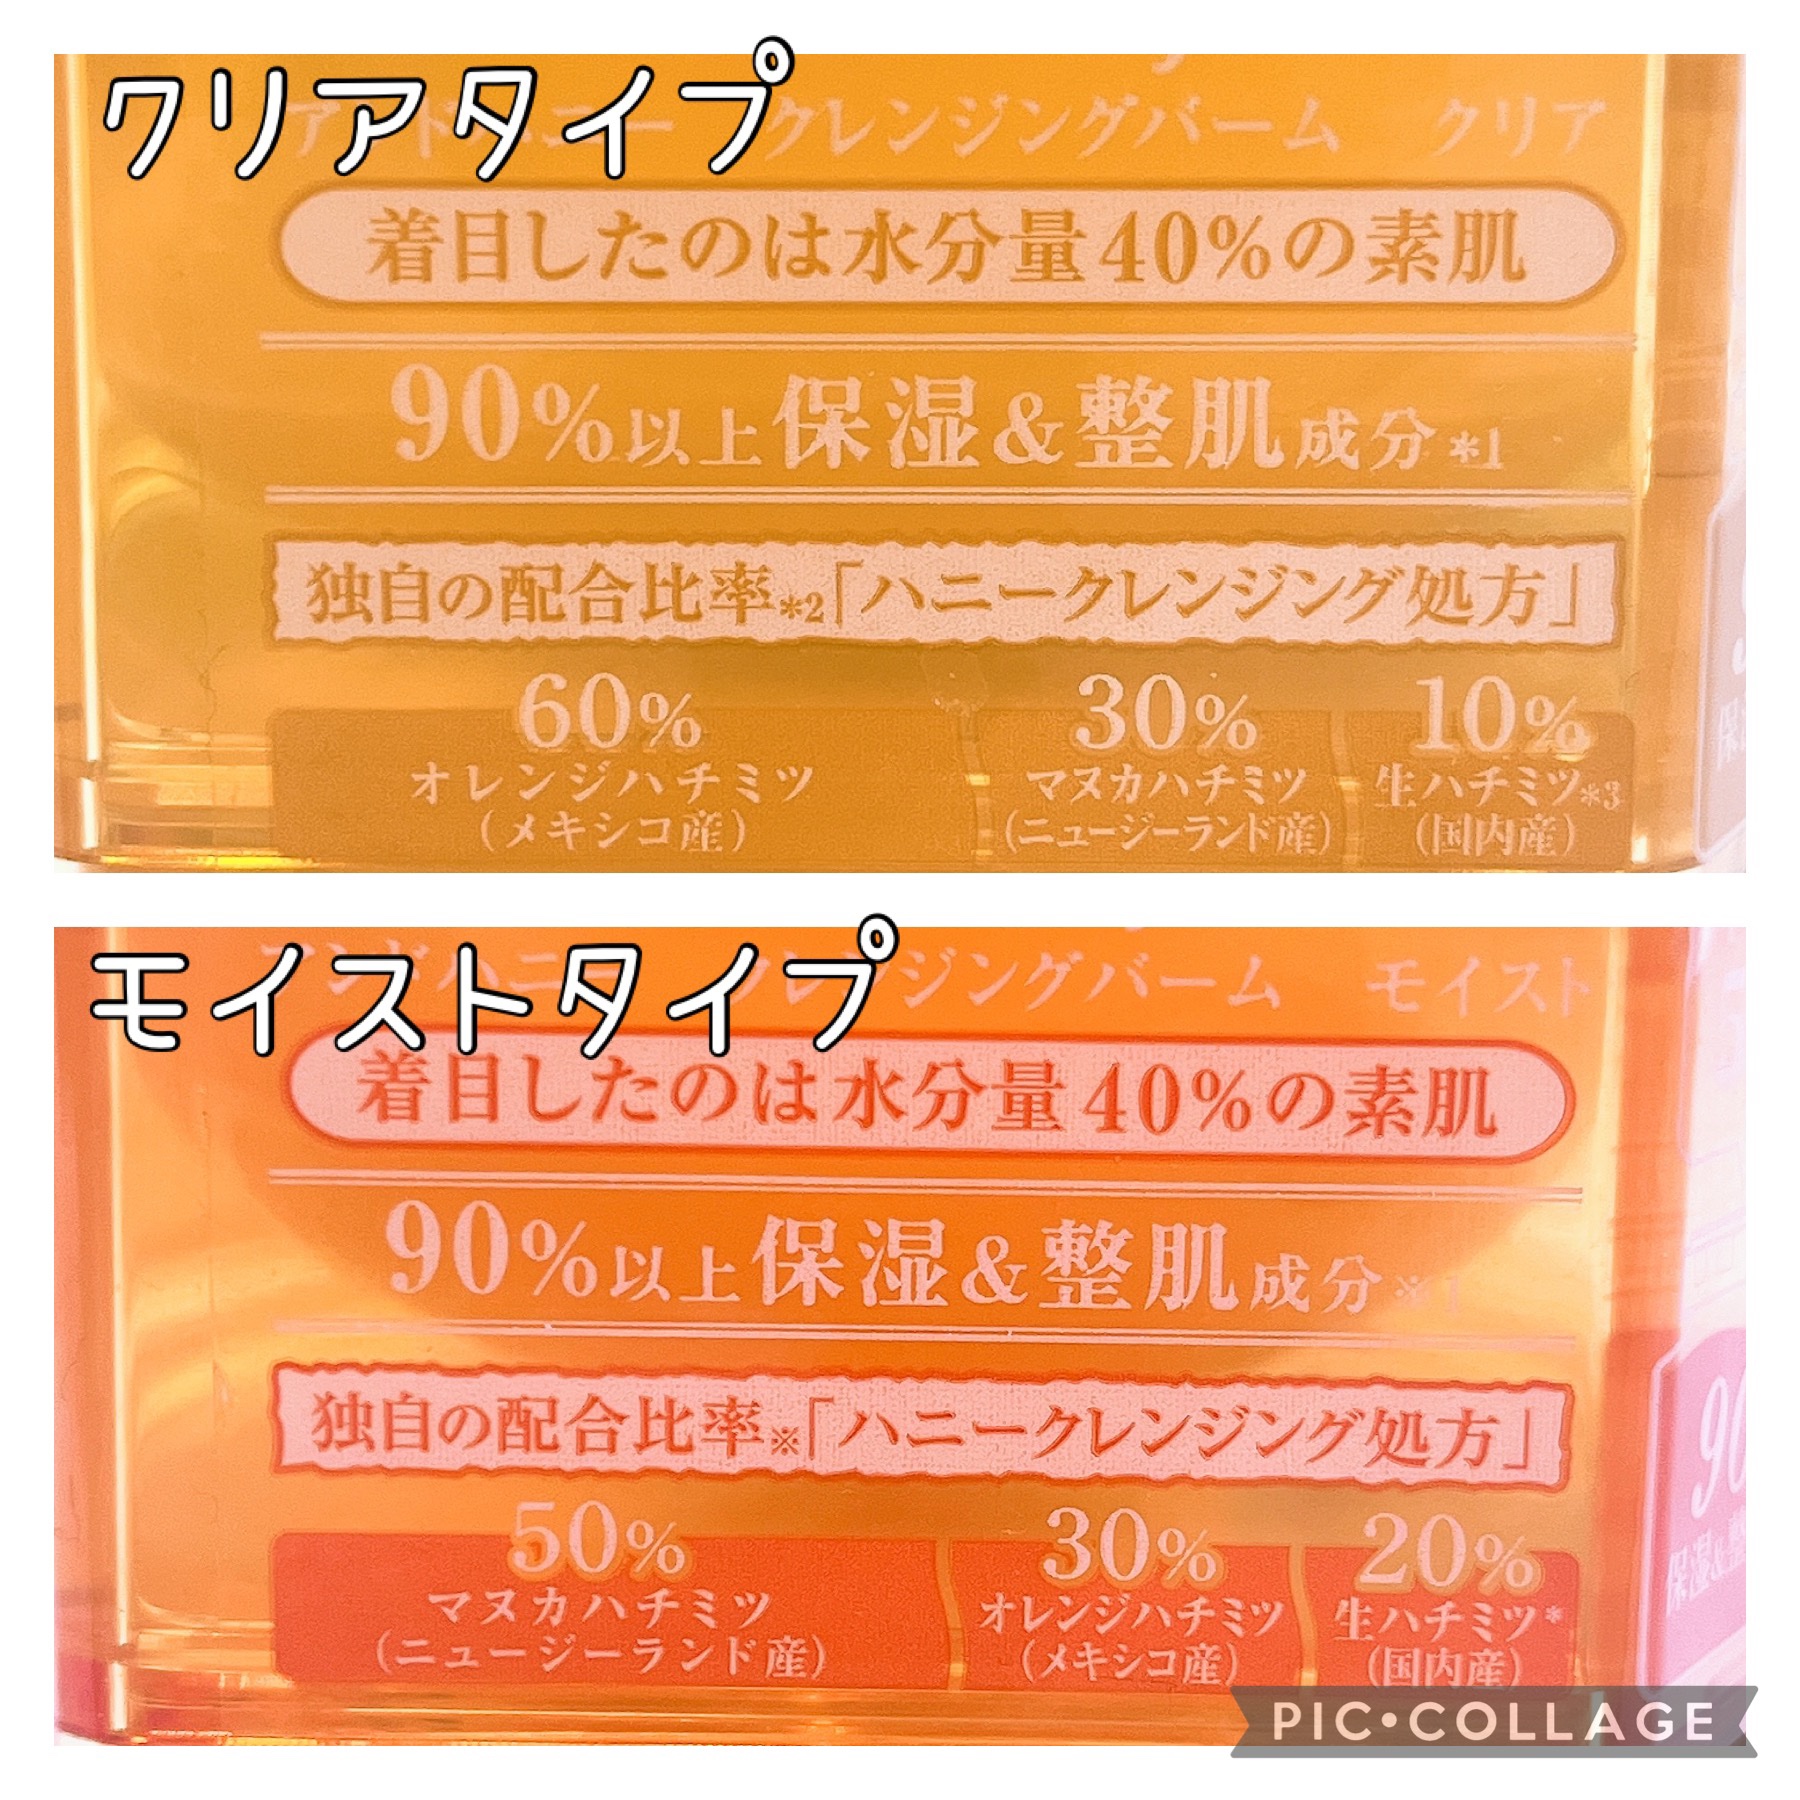 クリアタイプ
クレンジングバーム クリア
着目したのは水分量40%の素肌
90%以上保湿&整肌成分*1
独自の配合比率*2「ハニークレンジング処方」
60% 30% 10%
オレンジハチミツ マヌカハチミツ 生ハチミツ*3
(メキシコ産) (ニュージーランド産) (国内産)
モイストタイプ
レンジングバーム モイスト
着目したのは水分量40%の素肌
90%以上保湿&整肌成分※1
独自の配合比率※「ハニークレンジング処方」
50% 30% 20%
マヌカハチミツ オレンジハチミツ 生ハチミツ*
(ニュージーランド産) (メキシコ産) (国内産)
90
保湿&整
PIC•COLLAGE